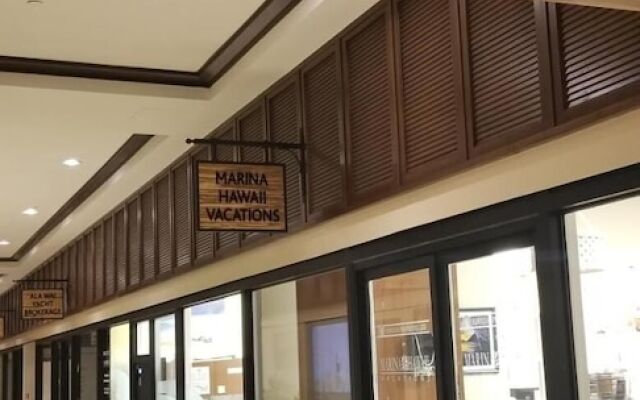 MARINA
HAWAII
VACATIONS
ALA WAI
YACHT
BROKERAGE